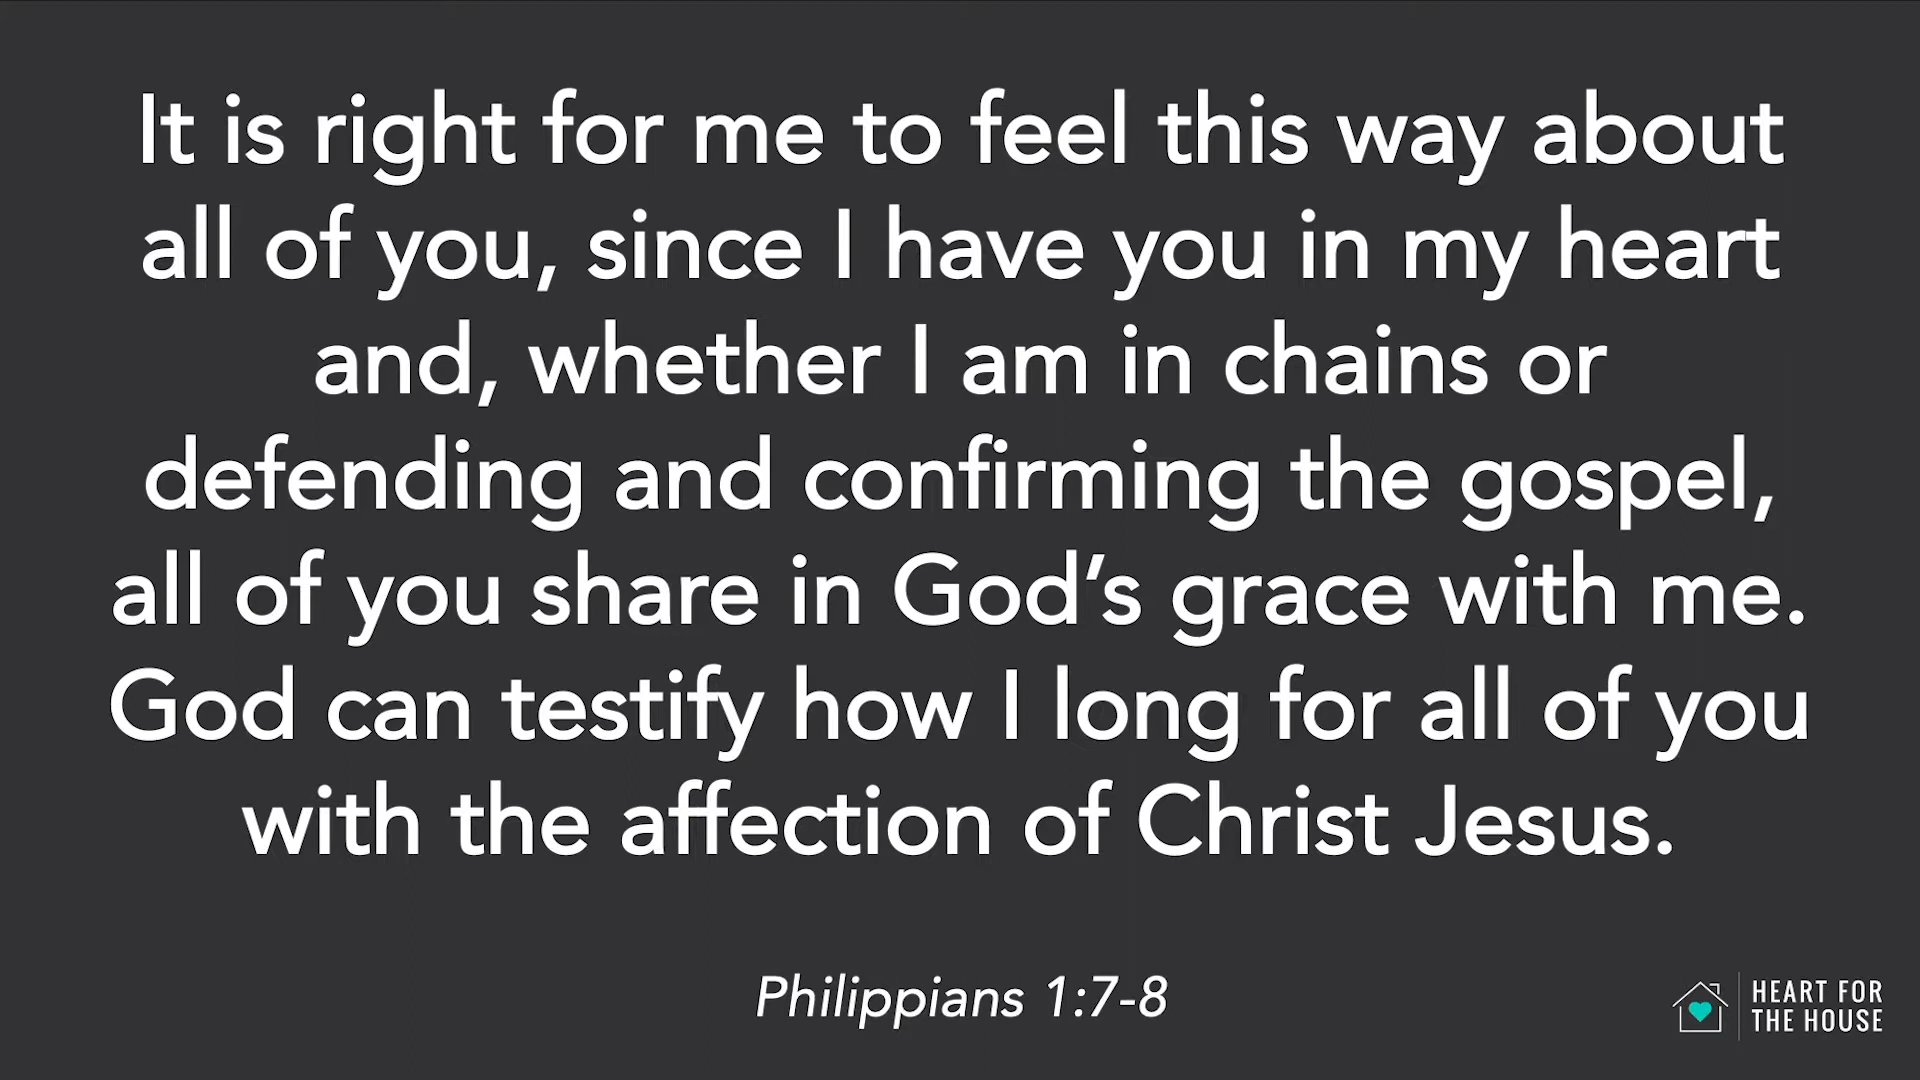 It is right for me to feel this way about
all of you, since I have you in my heart
and, whether I am in chains or
defending and confirming the gospel,
all of you share in God’s grace with me.
God can testify how I long for all of you
with the affection of Christ Jesus.
Philippians 1:7-8
HEART FOR
THE HOUSE